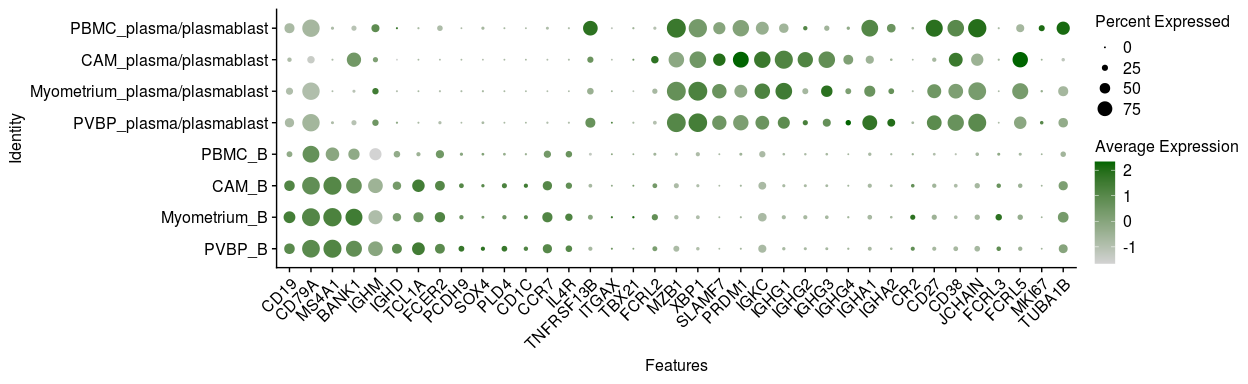 PBMC_plasma/plasmablast
CAM_plasma/plasmablast
Myometrium_plasma/plasmablast
PVBP_plasma/plasmablast
PBMC_B
CAM_B
Myometrium_B
PVBP_B
Identity
CD19
CD79A
MS4A1
BANK1
IGHM
IGHD
TCL1A
FCER2
PCDH9
SOX4
PLD4
CD1C
CCR7
IL4R
TNFRSF13B
ITGAX
TBX21
FCRL2
MZB1
XBP1
SLAMF7
PRDM1
IGKC
IGHG1
IGHG2
IGHG3
IGHG4
IGHA1
IGHA2
CR2
CD27
CD38
JCHAIN
FCRL3
FCRL5
MKI67
TUBA1B
Features
Percent Expressed
0
25
50
75
Average Expression
2
1
0
-1